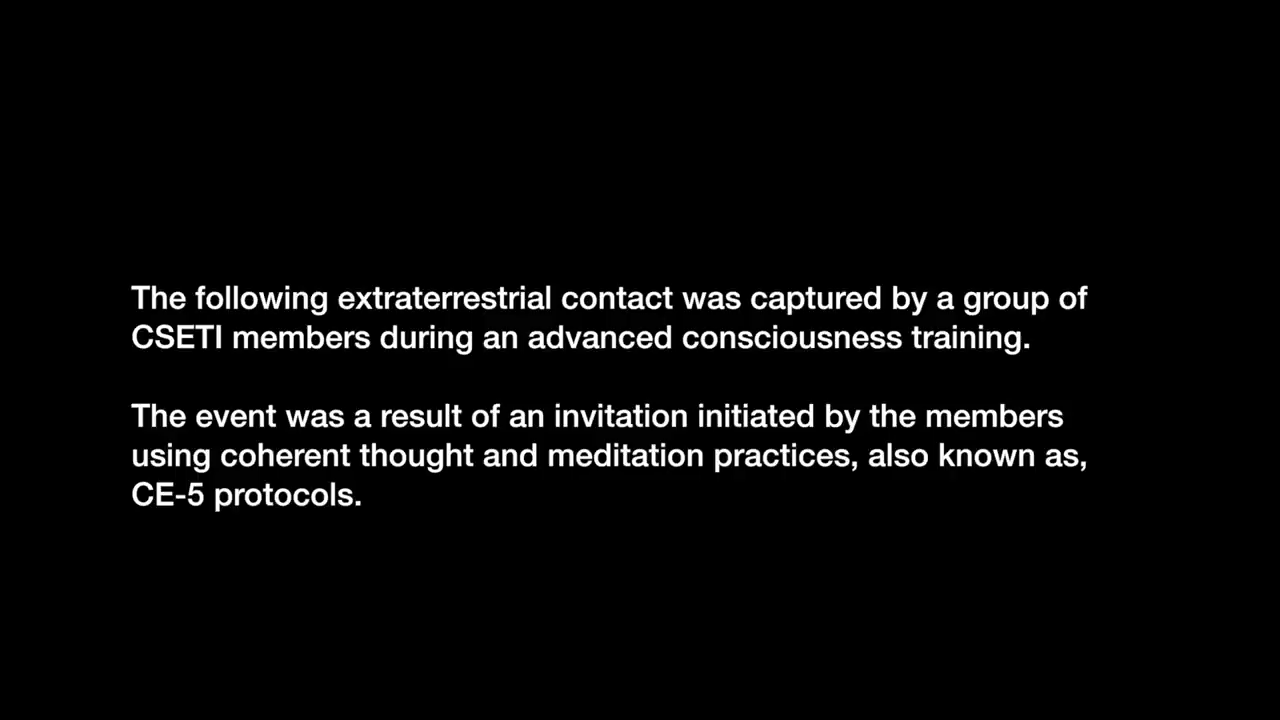 The following extraterrestrial contact was captured by a group of
CSETI members during an advanced consciousness training.
The event was a result of an invitation initiated by the members
using coherent thought and meditation practices, also known as,
CE-5 protocols.